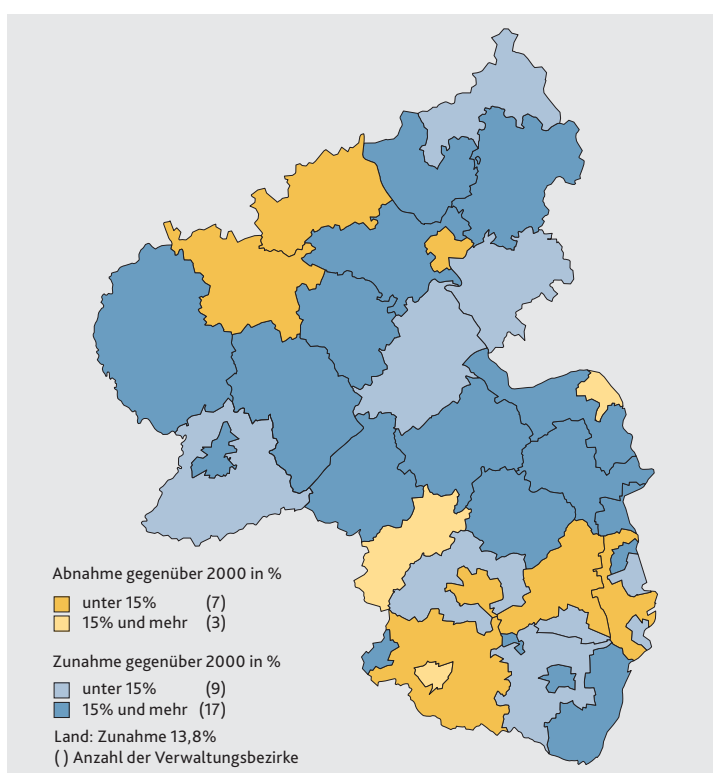 Abnahme gegenüber 2000 in %
unter 15% (7)
15% und mehr (3)
Zunahme gegenüber 2000 in %
unter 15% (9)
15% und mehr (17)
Land: Zunahme 13,8%
( ) Anzahl der Verwaltungsbezirke